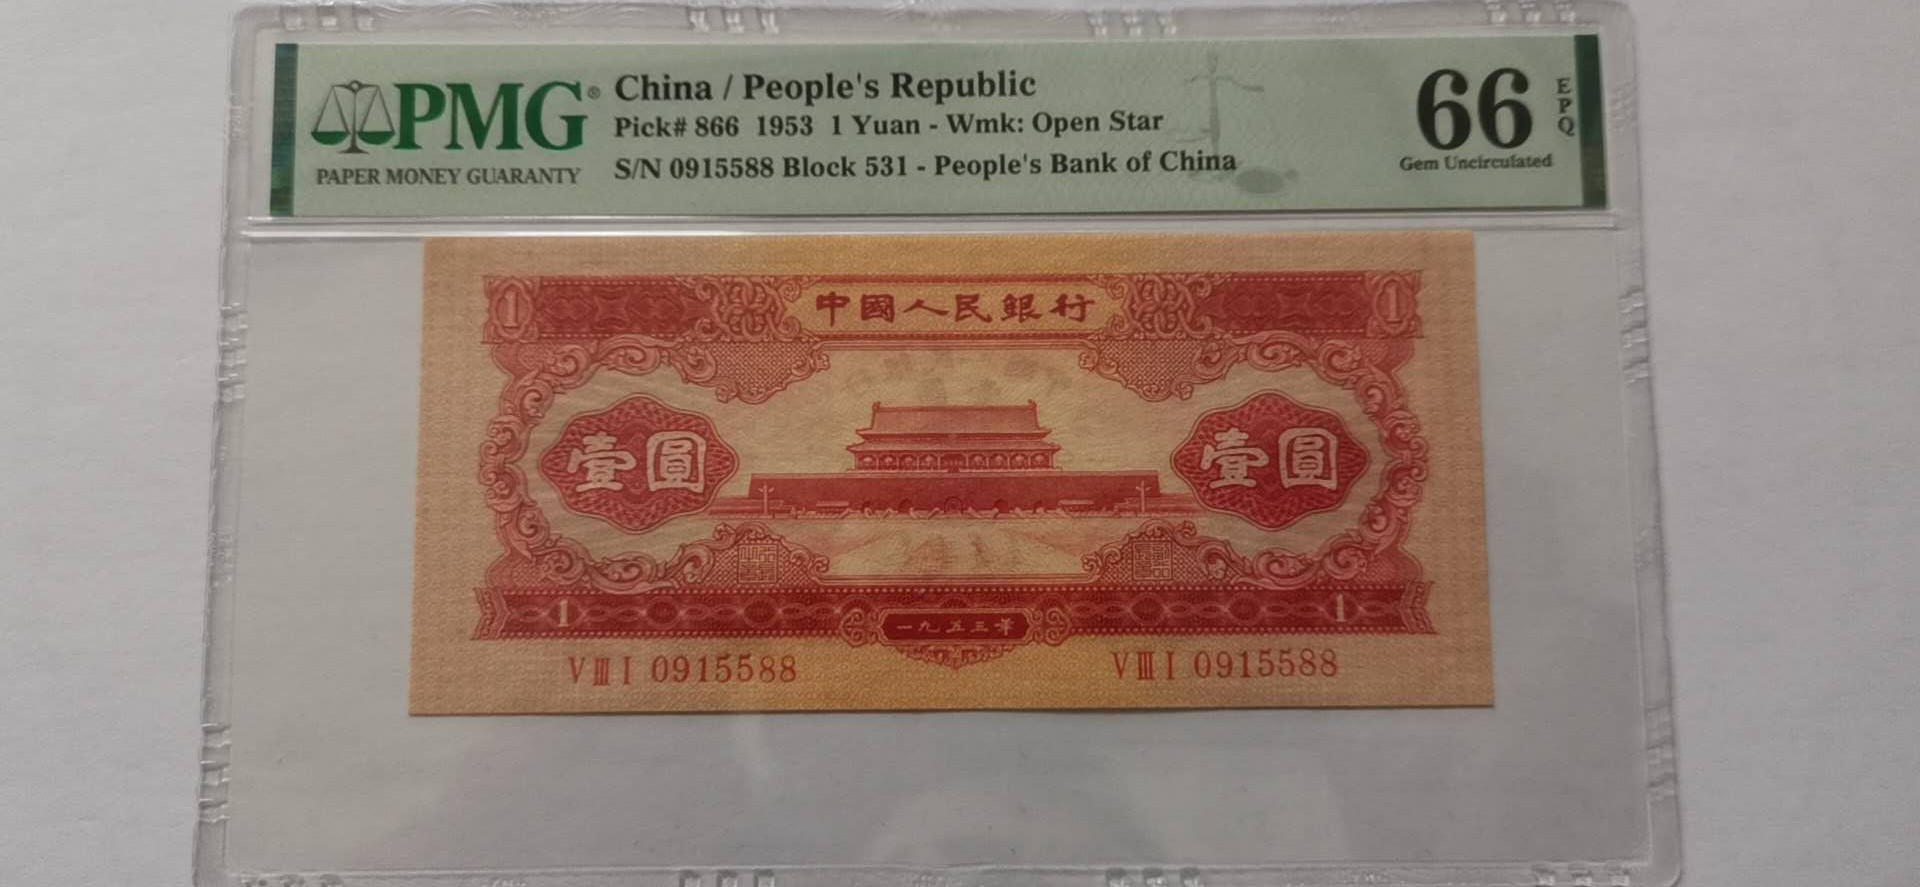 PMG®
PAPER MONEY GUARANTY
China / People's Republic
Pick# 866 1953 1 Yuan - Wmk: Open Star
S/N 0915588 Block 531 - People's Bank of China
66 EPQ
Gem Uncirculated
1 中國人民銀行 1
壹圓 壹圓
1 一九五三年 1
VⅢI 0915588 VⅢI 0915588